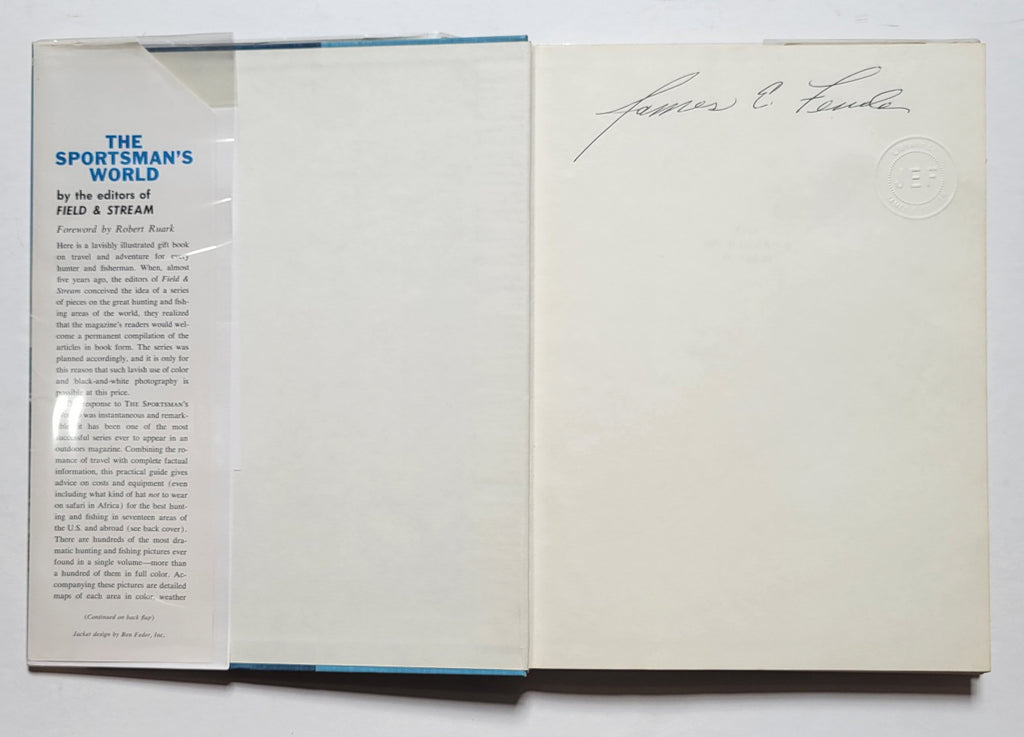 THE
SPORTSMAN'S
WORLD
by the editors of
FIELD & STREAM
Foreword by Robert Ruark
Here is a lavishly illustrated gift book
on travel and adventure for every
hunter and fisherman. When, almost
five years ago, the editors of Field &
Stream conceived the idea of a series
of pieces on the great hunting and fish-
ing areas of the world, they realized
that the magazine's readers would wel-
come a permanent compilation of the
articles in book form. The series was
planned accordingly, and it is only for
this reason that such lavish use of color
and black-and-white photography is
possible at this price.
response to THE SPORTSMAN'S
was instantaneous and remark-
it has been one of the most
successful series ever to appear in an
outdoors magazine. Combining the ro-
mance of travel with complete factual
information, this practical guide gives
advice on costs and equipment (even
including what kind of hat not to wear
on safari in Africa) for the best hunt-
ing and fishing in seventeen areas of
the U.S. and abroad (see back cover).
There are hundreds of the most dra-
matic hunting and fishing pictures ever
found in a single volume—more than
a hundred of them in full color. Ac-
companying these pictures are detailed
maps of each area in color, weather
(Continued on back flap)
Jacket design by Ben Feder, Inc.
James E.
JEF